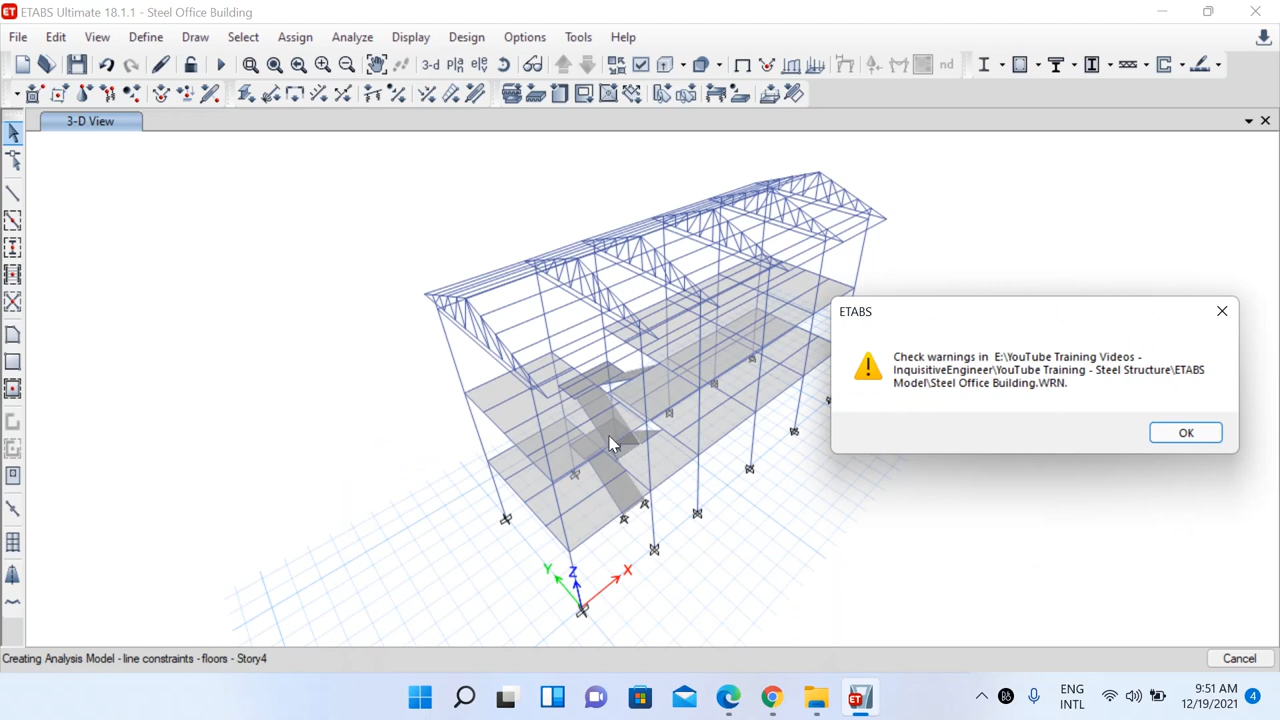 ETABS Ultimate 18.1.1 - Steel Office Building
File Edit View Define Draw Select Assign Analyze Display Design Options Tools Help
3-d
nd
3-D View
ETABS
Check warnings in E:\YouTube Training Videos -
InquisitiveEngineer\YouTube Training - Steel Structure\ETABS
Model\Steel Office Building.WRN.
OK
Y Z X
Creating Analysis Model - line constraints - floors - Story4
Cancel
ENG
INTL
9:51 AM
12/19/2021
4